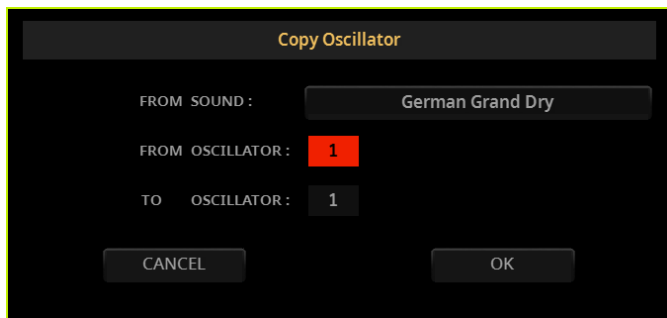 Copy Oscillator
FROM SOUND : German Grand Dry
FROM OSCILLATOR : 1
TO OSCILLATOR : 1
CANCEL OK